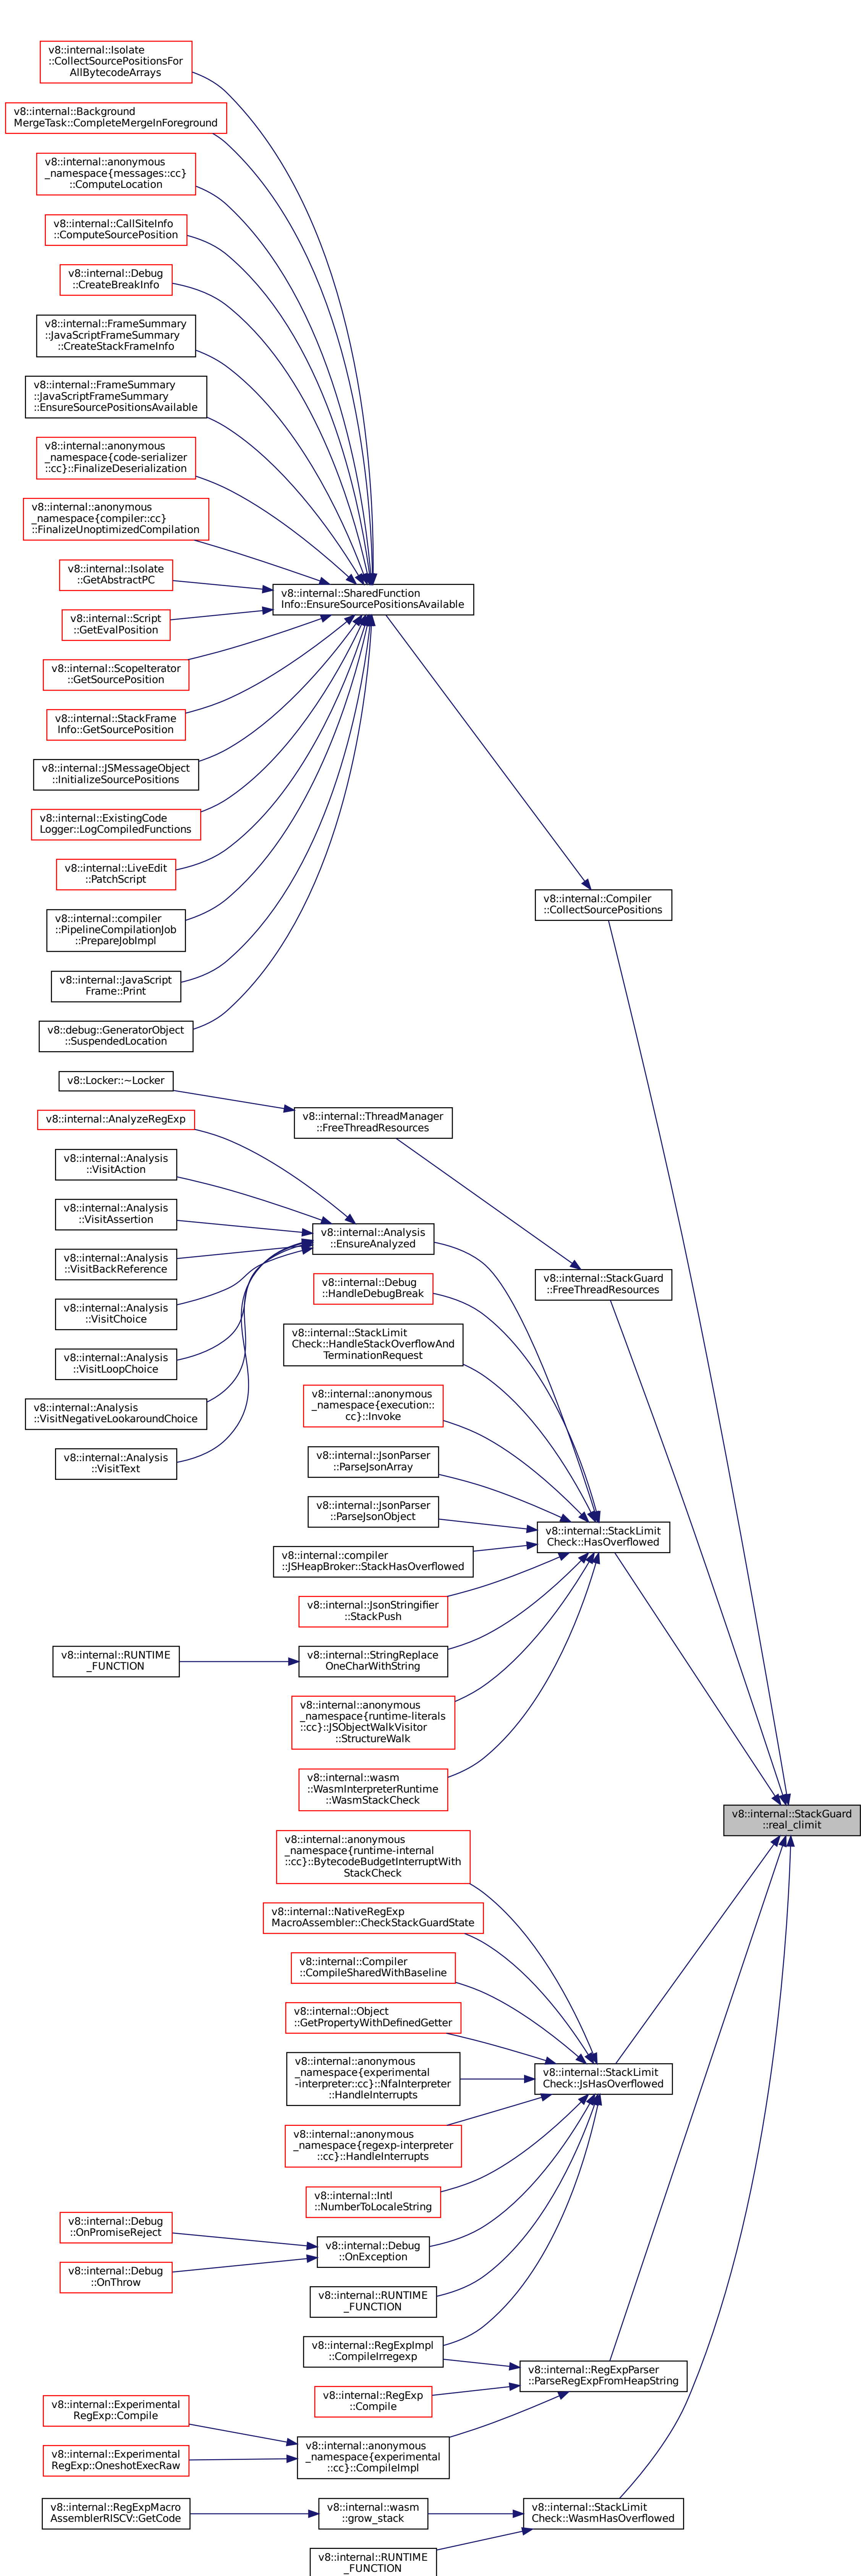 v8::internal::Isolate
::CollectSourcePositionsFor
AllBytecodeArrays
v8::internal::Background
MergeTask::CompleteMergeInForeground
v8::internal::anonymous
_namespace{messages::cc}
::ComputeLocation
v8::internal::CallSiteInfo
::ComputeSourcePosition
v8::internal::Debug
::CreateBreakInfo
v8::internal::FrameSummary
::JavaScriptFrameSummary
::CreateStackFrameInfo
v8::internal::FrameSummary
::JavaScriptFrameSummary
::EnsureSourcePositionsAvailable
v8::internal::anonymous
_namespace{code-serializer
::cc}::FinalizeDeserialization
v8::internal::anonymous
_namespace{compiler::cc}
::FinalizeUnoptimizedCompilation
v8::internal::Isolate
::GetAbstractPC
v8::internal::SharedFunction
Info::EnsureSourcePositionsAvailable
v8::internal::Script
::GetEvalPosition
v8::internal::ScopeIterator
::GetSourcePosition
v8::internal::StackFrame
Info::GetSourcePosition
v8::internal::JSMessageObject
::InitializeSourcePositions
v8::internal::ExistingCode
Logger::LogCompiledFunctions
v8::internal::LiveEdit
::PatchScript
v8::internal::Compiler
::CollectSourcePositions
v8::internal::compiler
::PipelineCompilationJob
::PrepareJobImpl
v8::internal::JavaScript
Frame::Print
v8::debug::GeneratorObject
::SuspendedLocation
v8::Locker::~Locker
v8::internal::ThreadManager
::FreeThreadResources
v8::internal::AnalyzeRegExp
v8::internal::Analysis
::VisitAction
v8::internal::Analysis
::VisitAssertion
v8::internal::Analysis
::EnsureAnalyzed
v8::internal::Analysis
::VisitBackReference
v8::internal::StackGuard
::FreeThreadResources
v8::internal::Debug
::HandleDebugBreak
v8::internal::Analysis
::VisitChoice
v8::internal::StackLimit
Check::HandleStackOverflowAnd
TerminationRequest
v8::internal::Analysis
::VisitLoopChoice
v8::internal::anonymous
_namespace{execution::
cc}::Invoke
v8::internal::Analysis
::VisitNegativeLookaroundChoice
v8::internal::JsonParser
::ParseJsonArray
v8::internal::Analysis
::VisitText
v8::internal::JsonParser
::ParseJsonObject
v8::internal::StackLimit
Check::HasOverflowed
v8::internal::compiler
::JSHeapBroker::StackHasOverflowed
v8::internal::JsonStringifier
::StackPush
v8::internal::RUNTIME
_FUNCTION
v8::internal::StringReplace
OneCharWithString
v8::internal::anonymous
_namespace{runtime-literals
::cc}::JSObjectWalkVisitor
::StructureWalk
v8::internal::wasm
::WasmInterpreterRuntime
::WasmStackCheck
v8::internal::StackGuard
::real_climit
v8::internal::anonymous
_namespace{runtime-internal
::cc}::BytecodeBudgetInterruptWith
StackCheck
v8::internal::NativeRegExp
MacroAssembler::CheckStackGuardState
v8::internal::Compiler
::CompileSharedWithBaseline
v8::internal::Object
::GetPropertyWithDefinedGetter
v8::internal::anonymous
_namespace{experimental
-interpreter::cc}::NfaInterpreter
::HandleInterrupts
v8::internal::StackLimit
Check::JsHasOverflowed
v8::internal::anonymous
_namespace{regexp-interpreter
::cc}::HandleInterrupts
v8::internal::Intl
::NumberToLocaleString
v8::internal::Debug
::OnPromiseReject
v8::internal::Debug
::OnException
v8::internal::Debug
::OnThrow
v8::internal::RUNTIME
_FUNCTION
v8::internal::RegExpImpl
::CompileIrregexp
v8::internal::RegExpParser
::ParseRegExpFromHeapString
v8::internal::RegExp
::Compile
v8::internal::Experimental
RegExp::Compile
v8::internal::anonymous
_namespace{experimental
::cc}::CompileImpl
v8::internal::Experimental
RegExp::OneshotExecRaw
v8::internal::RegExpMacro
AssemblerRISCV::GetCode
v8::internal::wasm
::grow_stack
v8::internal::StackLimit
Check::WasmHasOverflowed
v8::internal::RUNTIME
_FUNCTION